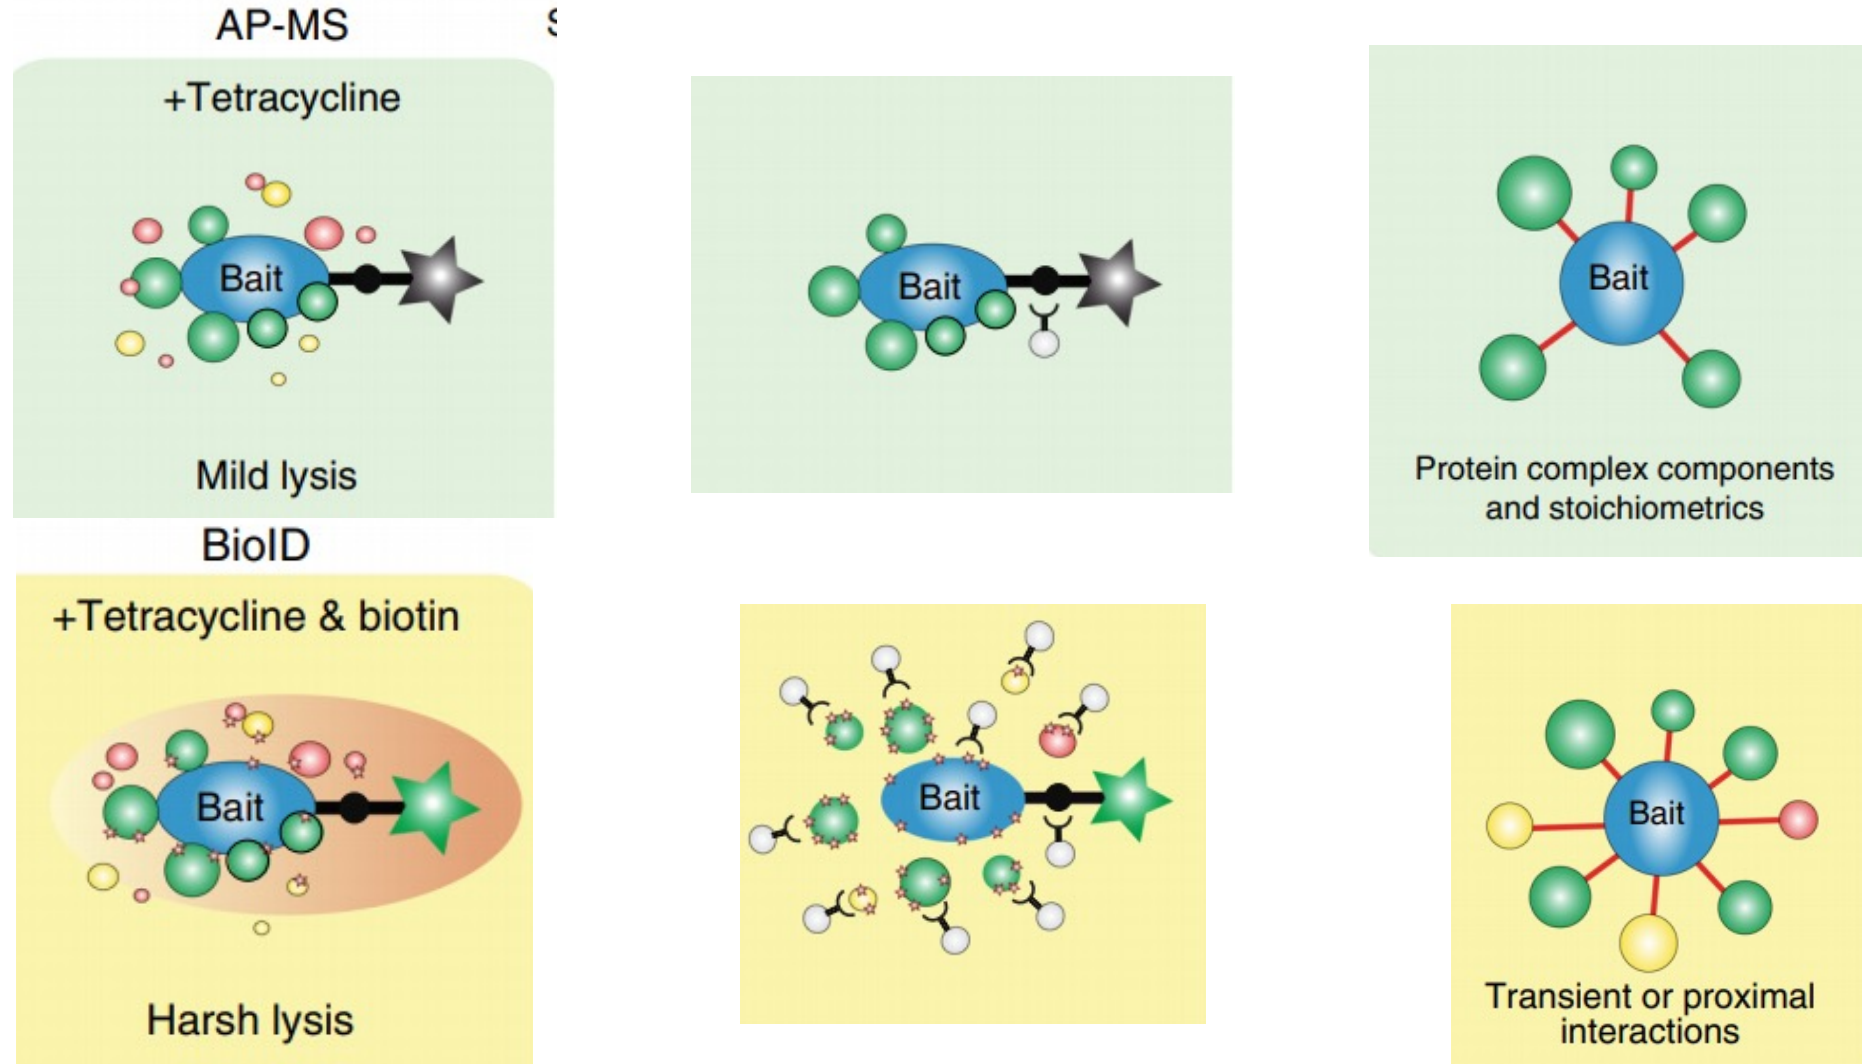 AP-MS
+Tetracycline
Bait
Mild lysis
Bait
Bait
Protein complex components
and stoichiometrics
BioID
+Tetracycline & biotin
Bait
Harsh lysis
Bait
Bait
Transient or proximal
interactions